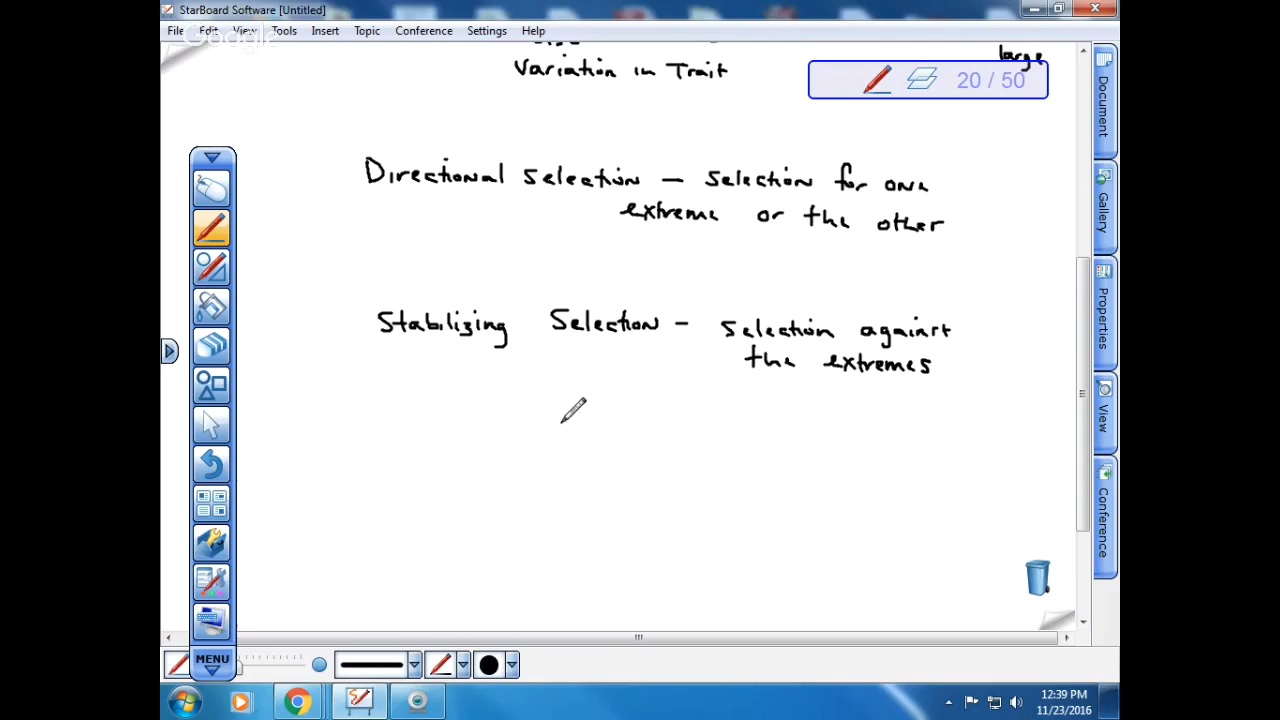 StarBoard Software [Untitled]
File Edit View Tools Insert Topic Conference Settings Help
Google
large
Variation in Trait
20 / 50
Directional Selection – Selection for one
extreme or the other
Stabilizing Selection – Selection against
the extremes
Document
Gallery
Properties
View
Conference
MENU
12:39 PM
11/23/2016